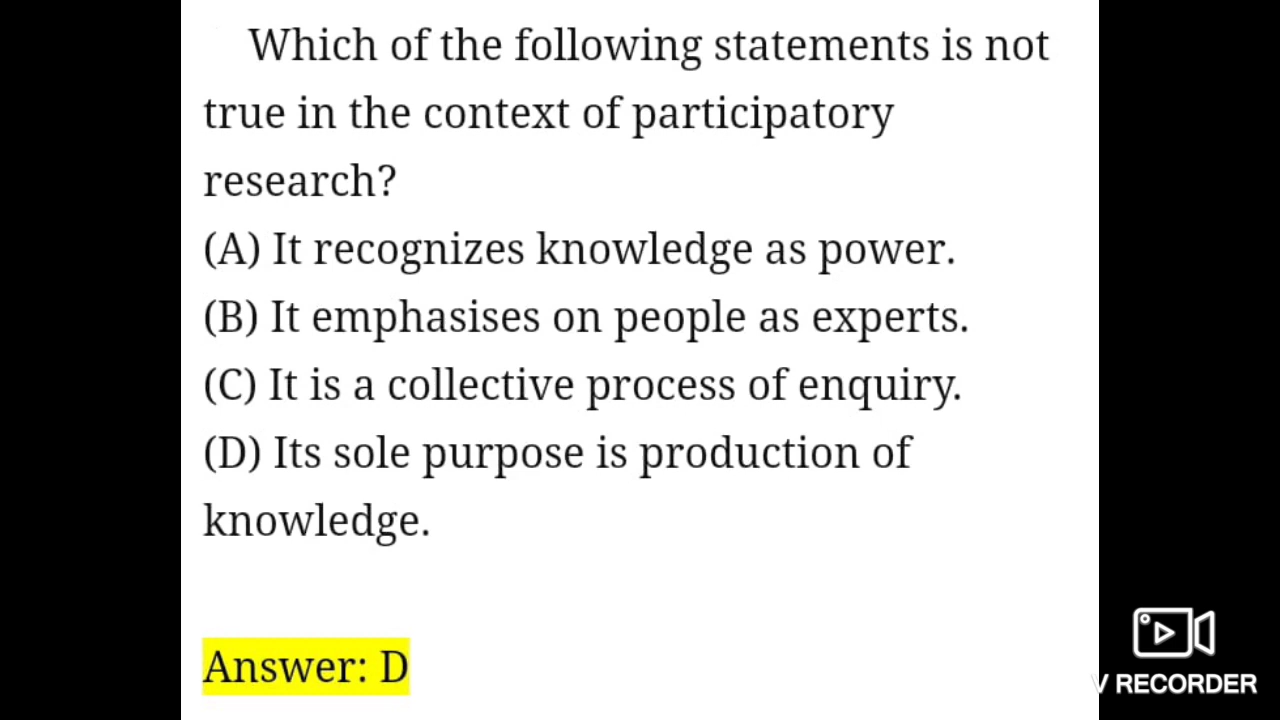 Which of the following statements is not
true in the context of participatory
research?
(A) It recognizes knowledge as power.
(B) It emphasises on people as experts.
(C) It is a collective process of enquiry.
(D) Its sole purpose is production of
knowledge.
Answer: D
V RECORDER